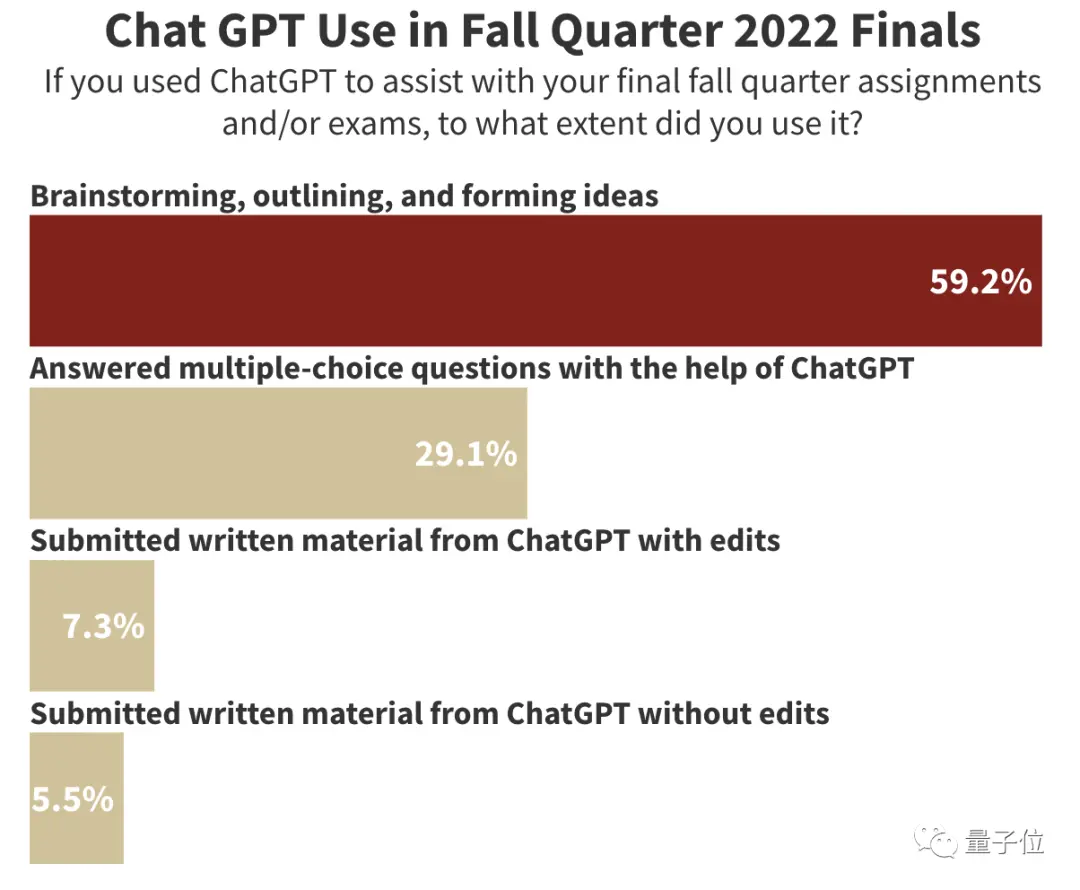 Chat GPT Use in Fall Quarter 2022 Finals
If you used ChatGPT to assist with your final fall quarter assignments
and/or exams, to what extent did you use it?
Brainstorming, outlining, and forming ideas
59.2%
Answered multiple-choice questions with the help of ChatGPT
29.1%
Submitted written material from ChatGPT with edits
7.3%
Submitted written material from ChatGPT without edits
5.5%
量子位